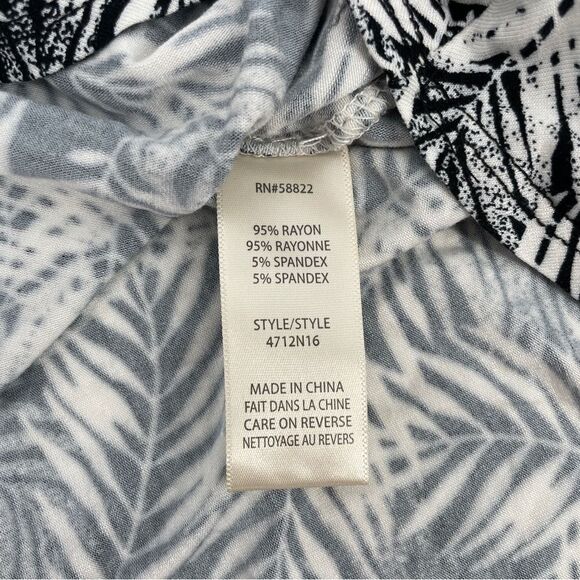 RN#58822
95% RAYON
95% RAYONNE
5% SPANDEX
5% SPANDEX
STYLE/STYLE
4712N16
MADE IN CHINA
FAIT DANS LA CHINE
CARE ON REVERSE
NETTOYAGE AU REVERS